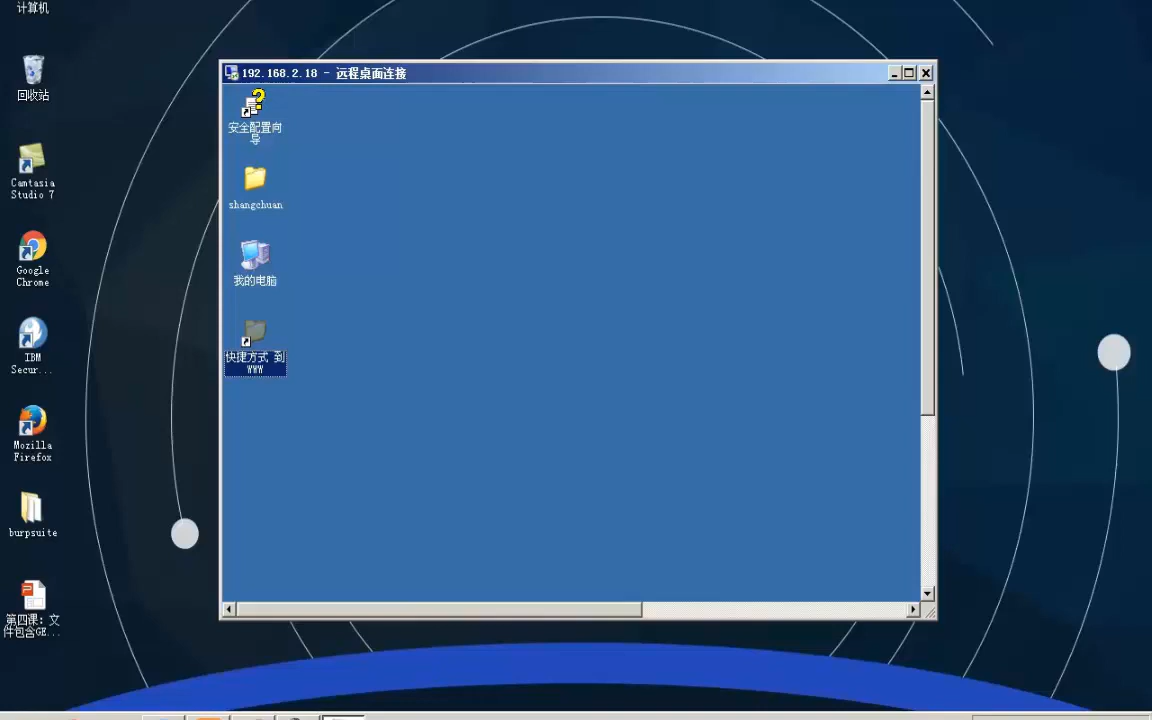 计算机
回收站
Camtasia
Studio 7
Google
Chrome
IBM
Secur...
Mozilla
Firefox
burpsuite
第四课：文
件包含GE...
192.168.2.18 - 远程桌面连接
安全配置向
导
shangchuan
我的电脑
快捷方式 到
WWW